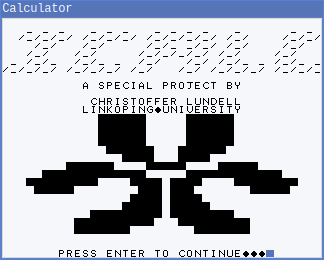 Calculator
A SPECIAL PROJECT BY
CHRISTOFFER LUNDELL
LINKOPING◆UNIVERSITY
PRESS ENTER TO CONTINUE◆◆◆